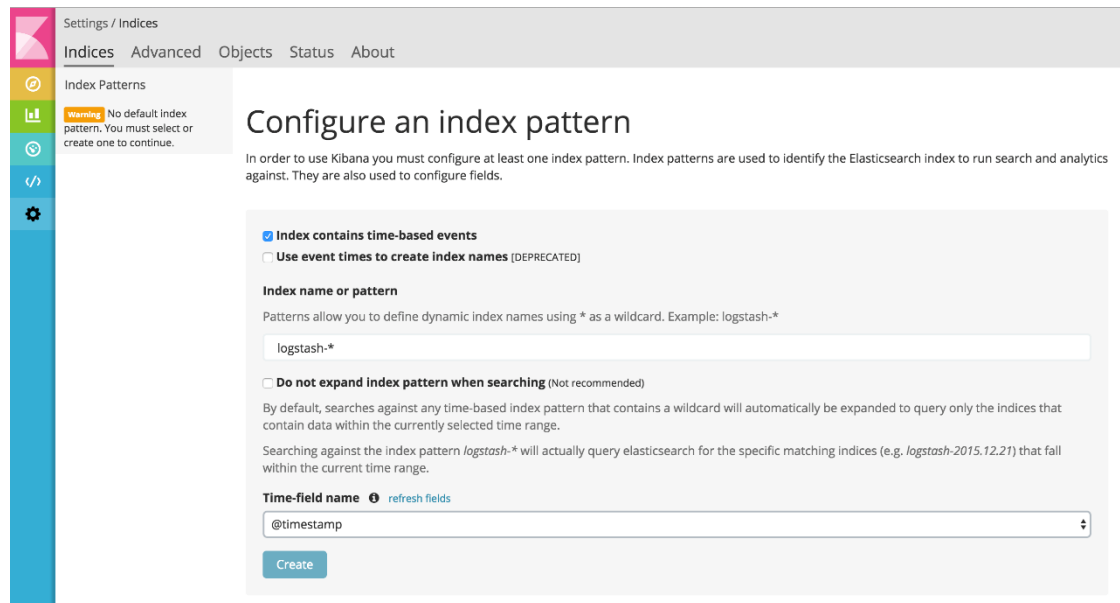 Settings / Indices
Indices Advanced Objects Status About
Index Patterns
Warning No default index
pattern. You must select or
create one to continue.
Configure an index pattern
In order to use Kibana you must configure at least one index pattern. Index patterns are used to identify the Elasticsearch index to run search and analytics
against. They are also used to configure fields.
Index contains time-based events
Use event times to create index names [DEPRECATED]
Index name or pattern
Patterns allow you to define dynamic index names using * as a wildcard. Example: logstash-*
logstash-*
Do not expand index pattern when searching (Not recommended)
By default, searches against any time-based index pattern that contains a wildcard will automatically be expanded to query only the indices that
contain data within the currently selected time range.
Searching against the index pattern logstash-* will actually query elasticsearch for the specific matching indices (e.g. logstash-2015.12.21) that fall
within the current time range.
Time-field name refresh fields
@timestamp
Create